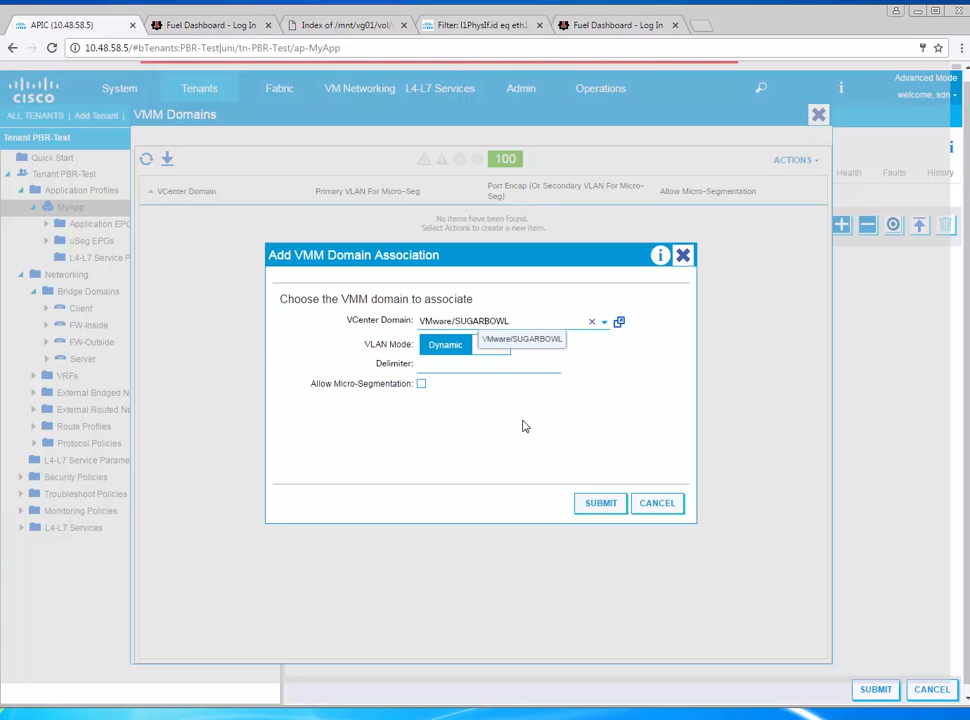 APIC (10.48.58.5)
Fuel Dashboard - Log In
Index of /mnt/vg01/sof/
Filter: l1PhysIf.id eq eth1
Fuel Dashboard - Log In
10.48.58.5/#bTenants:PBR-Test|uni/tn-PBR-Test/ap-MyApp
CISCO
System
Tenants
Fabric
VM Networking
L4-L7 Services
Admin
Operations
Advanced Mode
welcome, sdn
ALL TENANTS | Add Tenant |
VMM Domains
Tenant PBR-Test
Quick Start
Tenant PBR-Test
Application Profiles
MyApp
Application EPG
uSeg EPGs
L4-L7 Service P
Networking
Bridge Domains
Client
FW-Inside
FW-Outside
Server
VRFs
External Bridged N
External Routed Ne
Route Profiles
Protocol Policies
L4-L7 Service Parame
Security Policies
Troubleshoot Policies
Monitoring Policies
L4-L7 Services
100
ACTIONS
Health
Faults
History
VCenter Domain
Primary VLAN For Micro-Seg
Port Encap (Or Secondary VLAN For Micro-
Seg)
Allow Micro-Segmentation
No items have been found.
Select Actions to create a new item.
Add VMM Domain Association
Choose the VMM domain to associate
VCenter Domain: VMware/SUGARBOWL
VMware/SUGARBOWL
VLAN Mode: Dynamic
Delimiter:
Allow Micro-Segmentation:
SUBMIT
CANCEL
SUBMIT
CANCEL